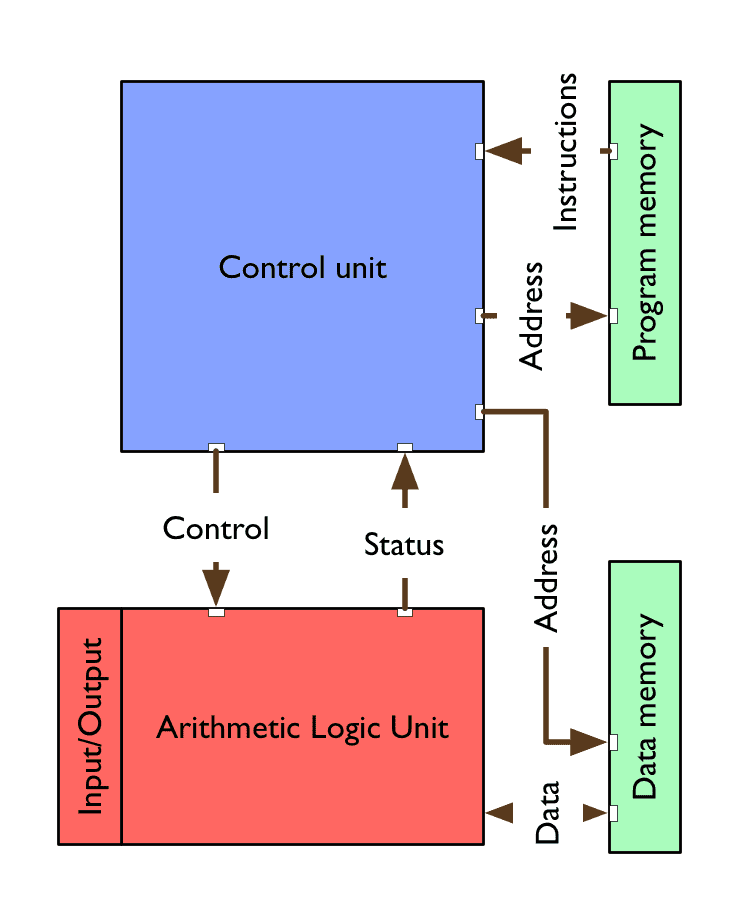 Instructions
Program memory
Control unit
Address
Control
Status
Address
Input/Output
Arithmetic Logic Unit
Data memory
Data